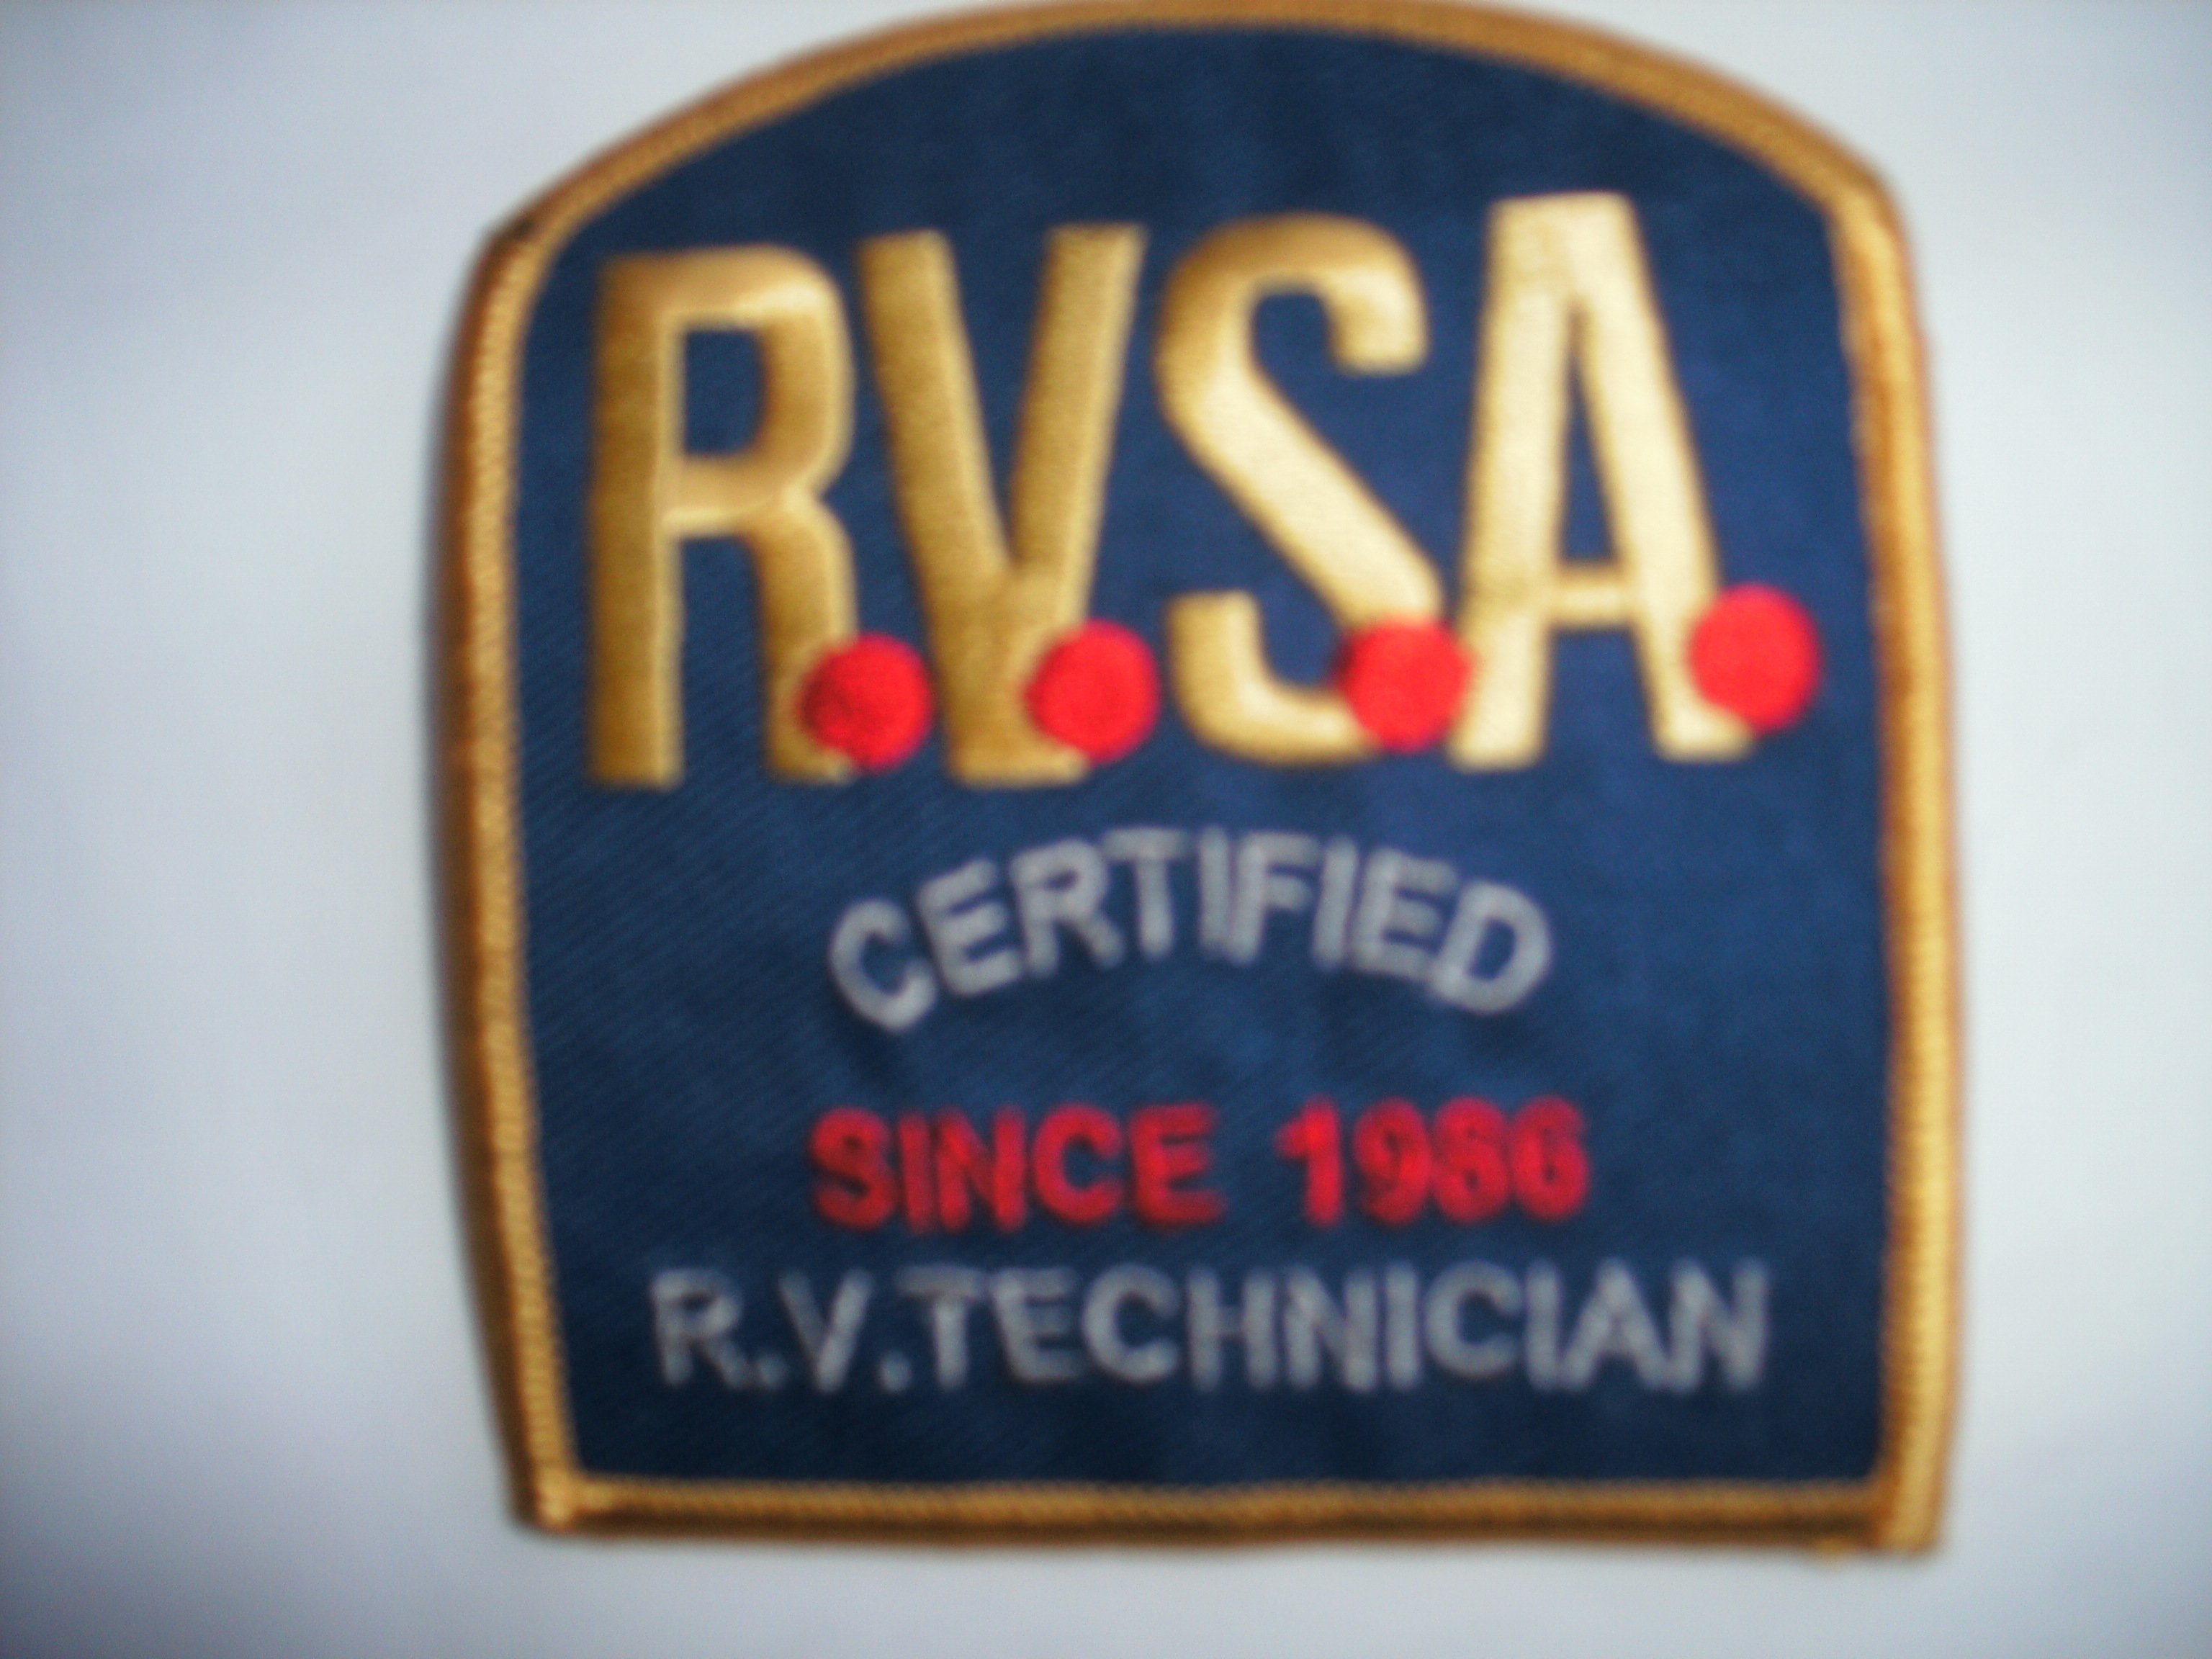 R.V.S.A.
CERTIFIED
SINCE 1986
R.V.TECHNICIAN